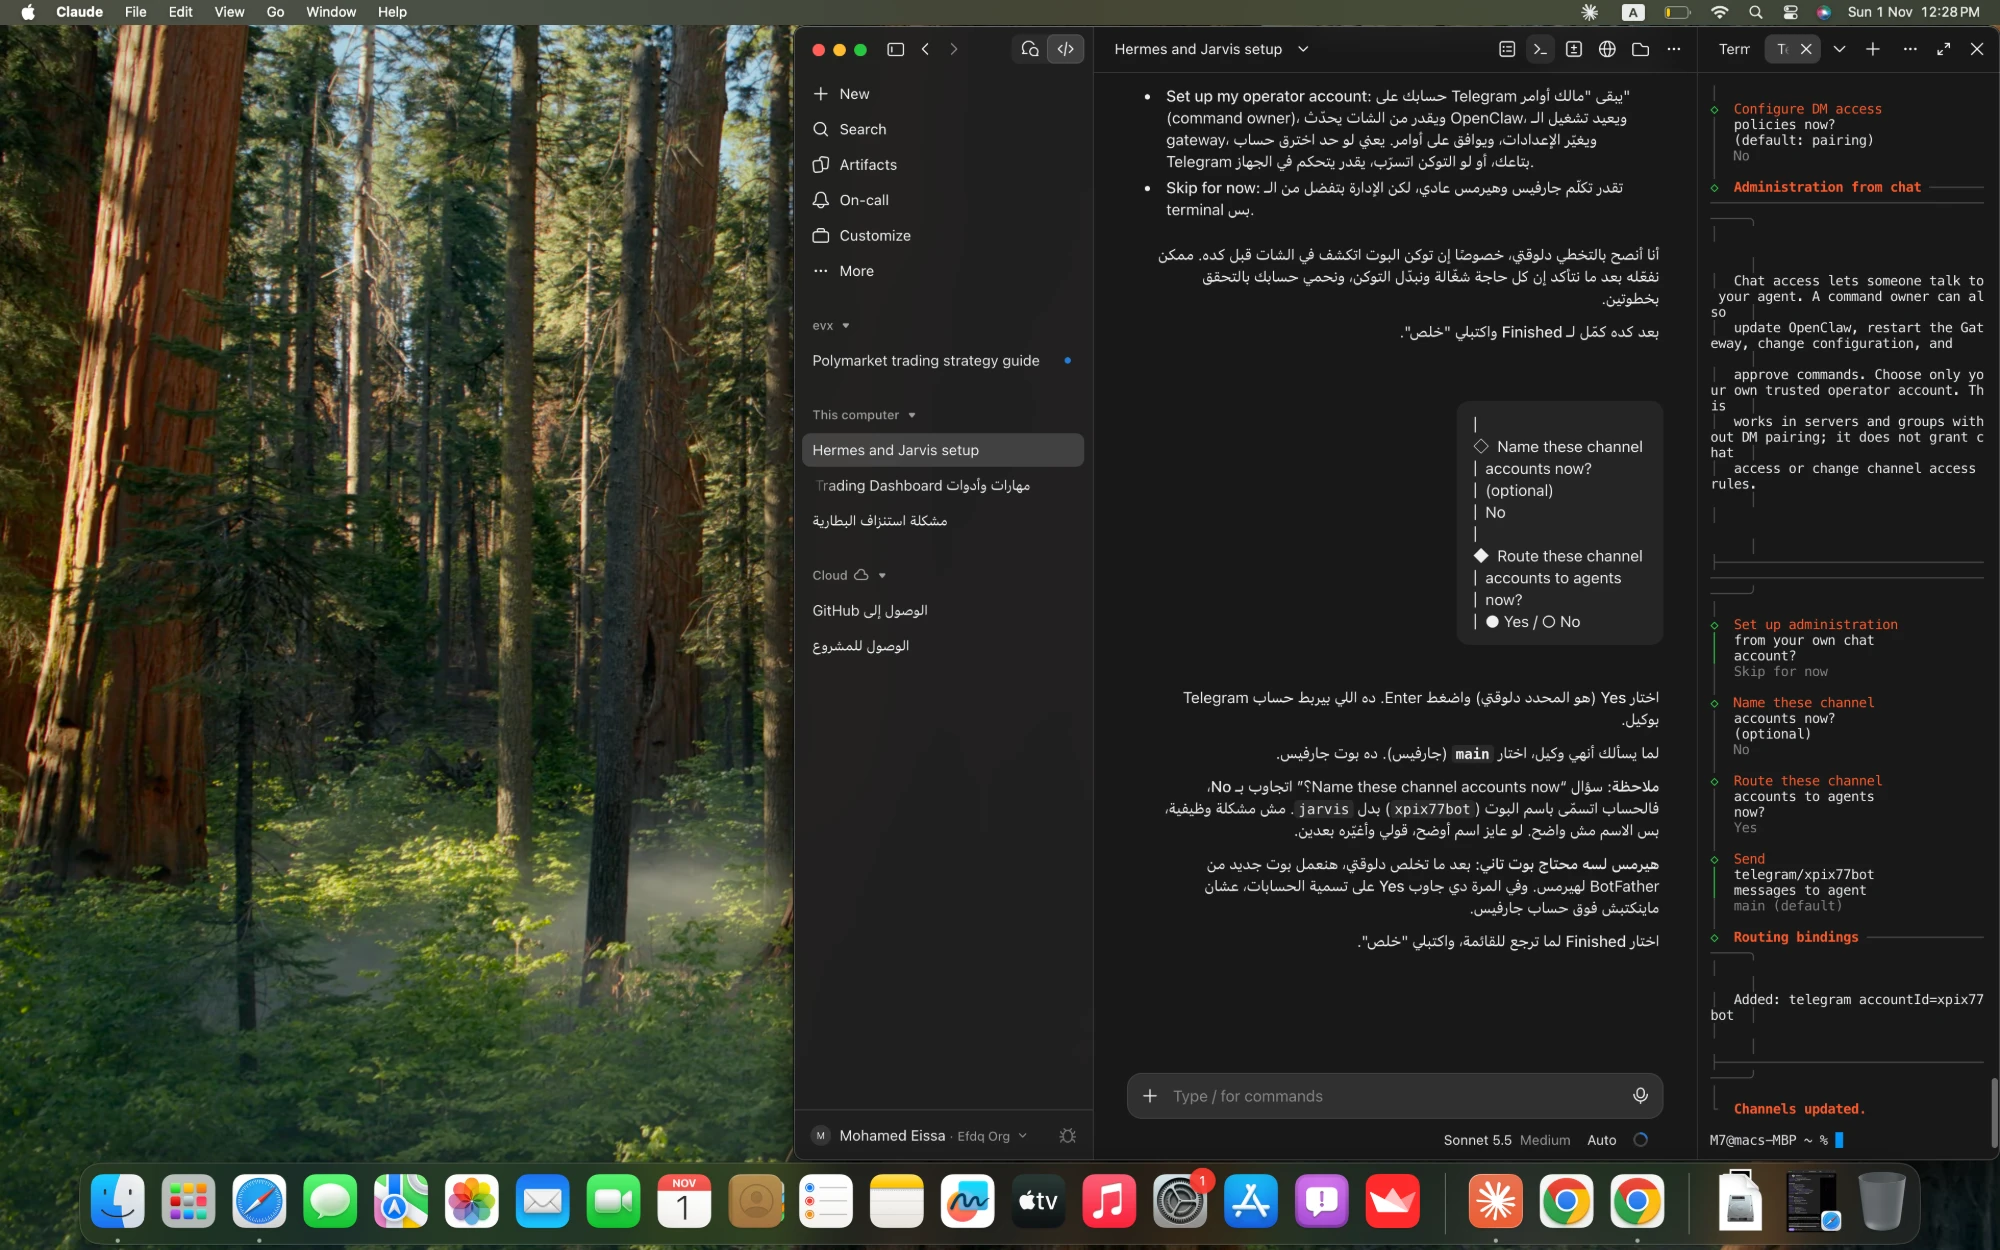 Claude File Edit View Go Window Help
A
Sun 1 Nov 12:28 PM
New
Search
Artifacts
On-call
Customize
More
evx
Polymarket trading strategy guide
This computer
Hermes and Jarvis setup
مهارات وأدوات Trading Dashboard
مشكلة استنزاف البطارية
Cloud
الوصول إلى GitHub
الوصول للمشروع
M Mohamed Eissa · Efdq Org
Hermes and Jarvis setup
• Set up my operator account: حسابك على Telegram يبقى "مالك أوامر"
(command owner)، ويقدر من الشات يحدّث OpenClaw، ويعيد تشغيل الـ
gateway، ويغيّر الإعدادات، ويوافق على أوامر. يعني لو حد اخترق حساب
Telegram بتاعك، أو لو التوكن اتسرّب، يقدر يتحكم في الجهاز.
• Skip for now: تقدر تكلّم جارفيس وهيرمس عادي، لكن الإدارة بتفضل من الـ
terminal بس.
أنا أنصح بالتخطي دلوقتي، خصوصًا إن توكن البوت اتكشف في الشات قبل كده. ممكن
نفعّله بعد ما نتأكد إن كل حاجة شغّالة ونبدّل التوكن، ونحمي حسابك بالتحقق
بخطوتين.
بعد كده كمّل لـ Finished واكتبلي "خلص".
|
◇ Name these channel
| accounts now?
| (optional)
| No
|
◆ Route these channel
| accounts to agents
| now?
| ● Yes / ○ No
اختار Yes (هو المحدد دلوقتي) واضغط Enter. ده اللي بيربط حساب Telegram
بوكيل.
لما يسألك أنهي وكيل، اختار main (جارفيس). ده بوت جارفيس.
ملاحظة: سؤال "Name these channel accounts now؟" اتجاوب بـ No،
فالحساب اتسمّى باسم البوت (xpix77bot) بدل jarvis. مش مشكلة وظيفية،
بس الاسم مش واضح. لو عايز اسم أوضح، قولي وأغيّره بعدين.
هيرمس لسه محتاج بوت تاني: بعد ما تخلص دلوقتي، هنعمل بوت جديد من
BotFather لهيرمس. وفي المرة دي جاوب Yes على تسمية الحسابات، عشان
ماينكتبش فوق حساب جارفيس.
اختار Finished لما ترجع للقائمة، واكتبلي "خلص".
Type / for commands
Sonnet 5.5 Medium Auto
Term
Configure DM access
policies now?
(default: pairing)
No
Administration from chat
Chat access lets someone talk to
your agent. A command owner can al
so
update OpenClaw, restart the Gat
eway, change configuration, and
approve commands. Choose only yo
ur own trusted operator account. Th
is
works in servers and groups with
out DM pairing; it does not grant c
hat
access or change channel access
rules.
Set up administration
from your own chat
account?
Skip for now
Name these channel
accounts now?
(optional)
No
Route these channel
accounts to agents
now?
Yes
Send
telegram/xpix77bot
messages to agent
main (default)
Routing bindings
Added: telegram accountId=xpix77
bot
Channels updated.
M7@macs-MBP ~ %
NOV
1
tv
1